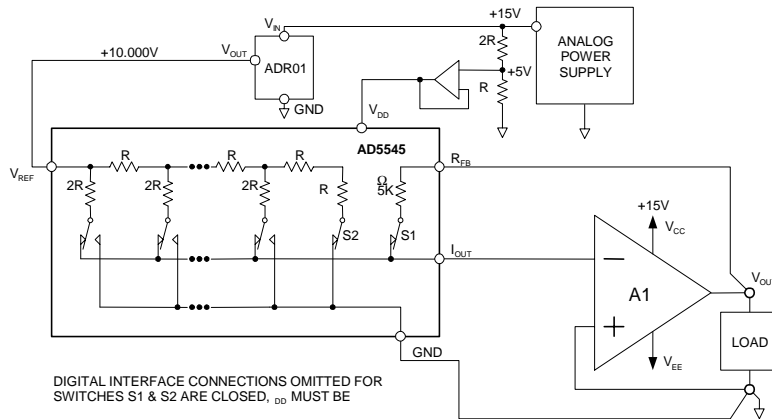 +15V
V_IN
+10.000V
V_OUT
2R
ANALOG
POWER
SUPPLY
ADR01
+5V
R
GND
V_DD
AD5545
R
R
R
R_FB
V_REF
2R
2R
2R
R
Ω
5K
+15V
S2
S1
V_CC
I_OUT
V_OUT
−
A1
+
LOAD
GND
V_EE
DIGITAL INTERFACE CONNECTIONS OMITTED FOR
SWITCHES S1 & S2 ARE CLOSED, DD MUST BE